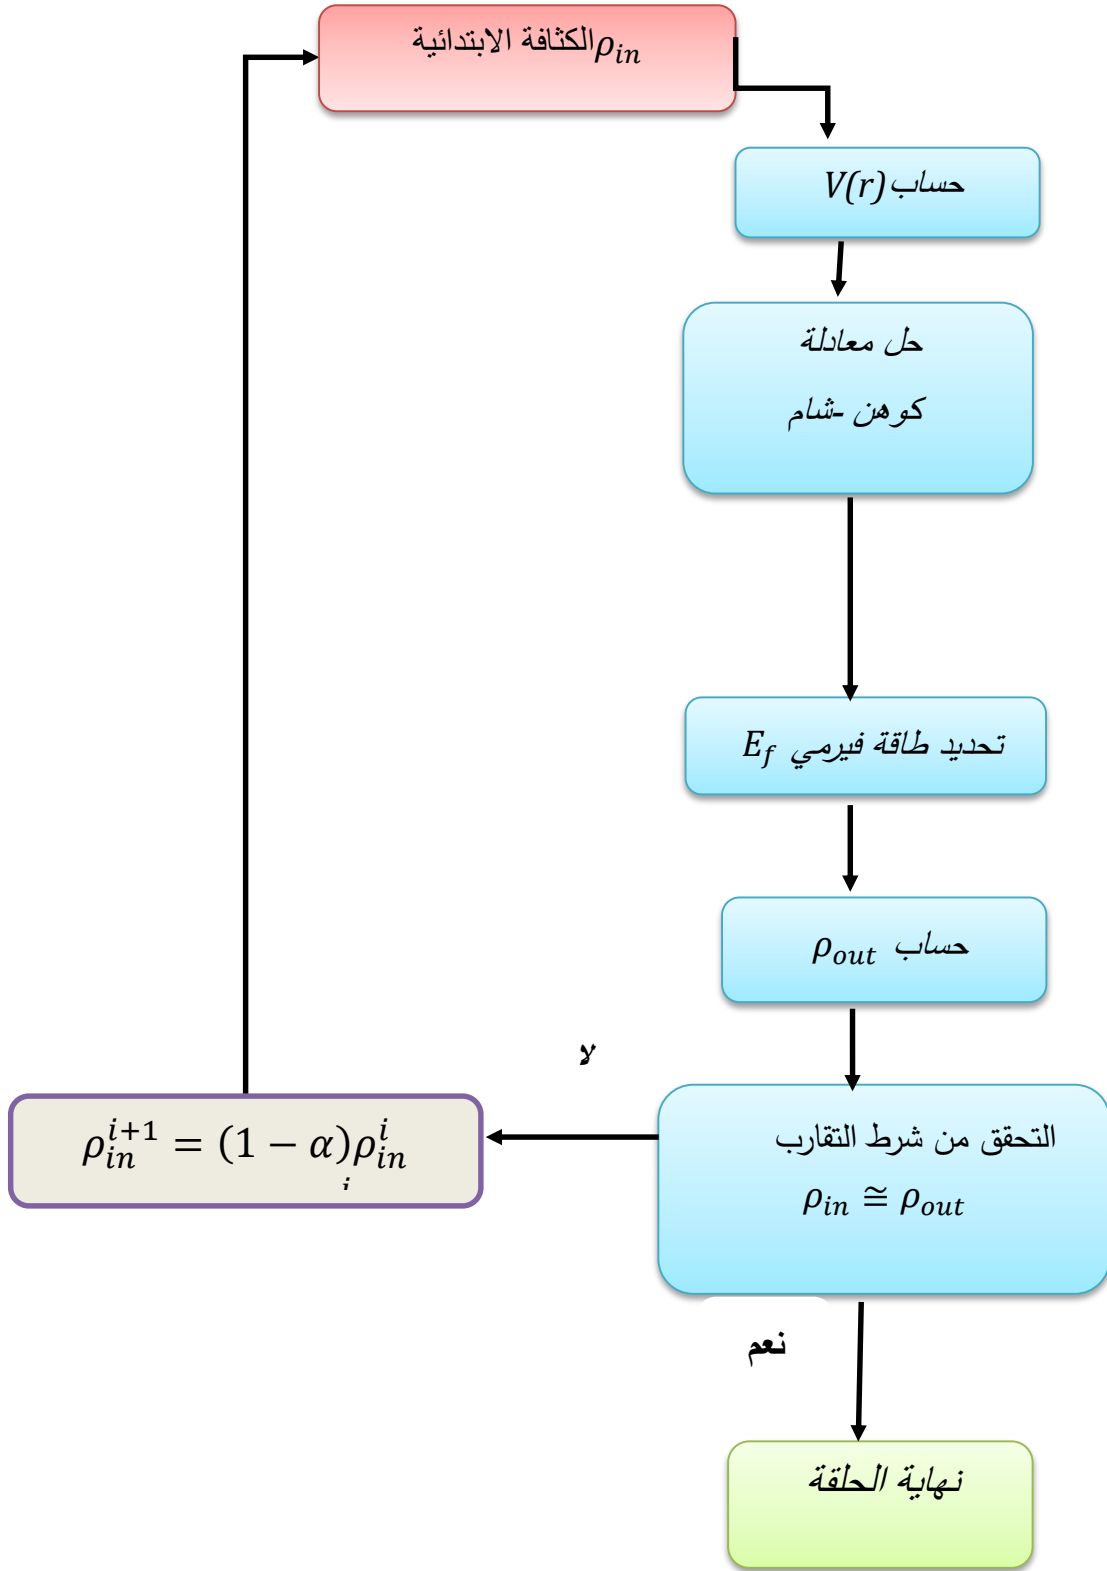 الكثافة الابتدائية ρ_in
حساب V(r)
حل معادلة
كوهن -شام
تحديد طاقة فيرمي E_f
حساب ρ_out
لا
التحقق من شرط التقارب
ρ_in ≅ ρ_out
ρ_in^{i+1} = (1 − α)ρ_in^i
نعم
نهاية الحلقة